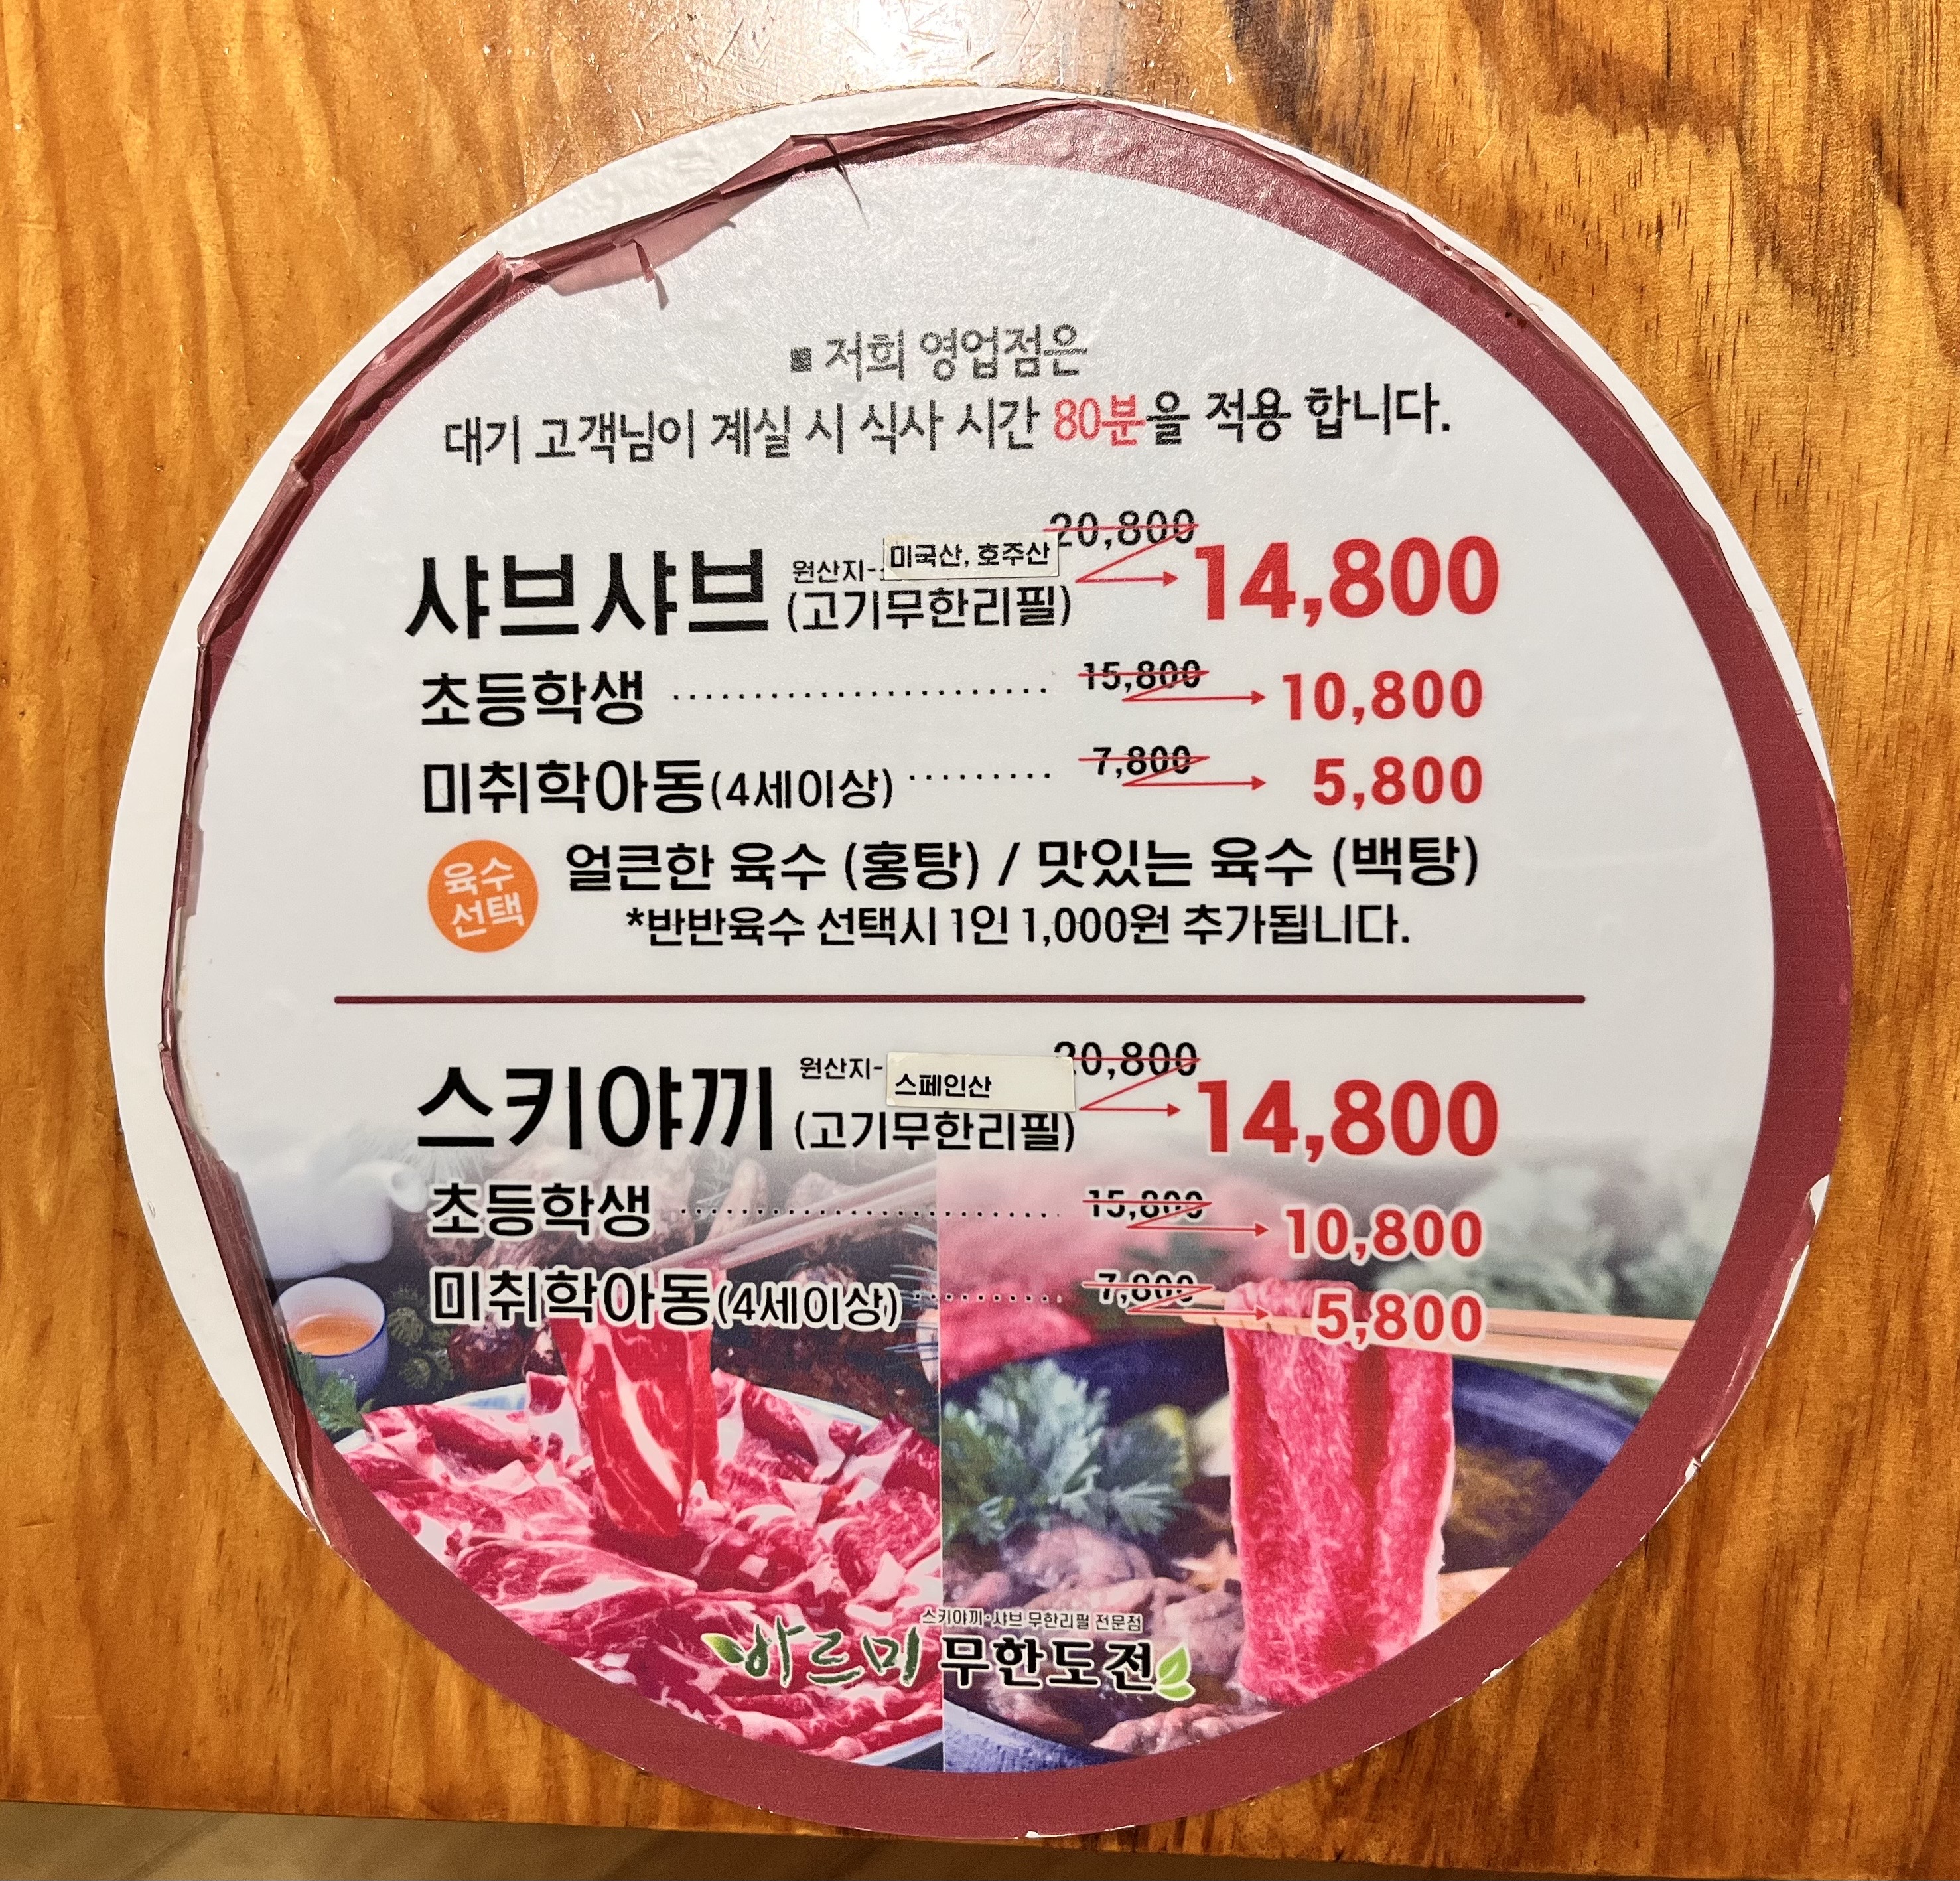 ■ 저희 영업점은
대기 고객님이 계실 시 식사 시간 80분을 적용 합니다.
샤브샤브 원산지- 미국산, 호주산 20,800 14,800
(고기무한리필)
초등학생 15,800 10,800
미취학아동(4세이상) 7,800 5,800
육수 선택
얼큰한 육수 (홍탕) / 맛있는 육수 (백탕)
*반반육수 선택시 1인 1,000원 추가됩니다.
스키야끼 원산지- 스페인산 20,800 14,800
(고기무한리필)
초등학생 15,800 10,800
미취학아동(4세이상) 7,800 5,800
스키야끼·샤브 무한리필 전문점
바르미 무한도전